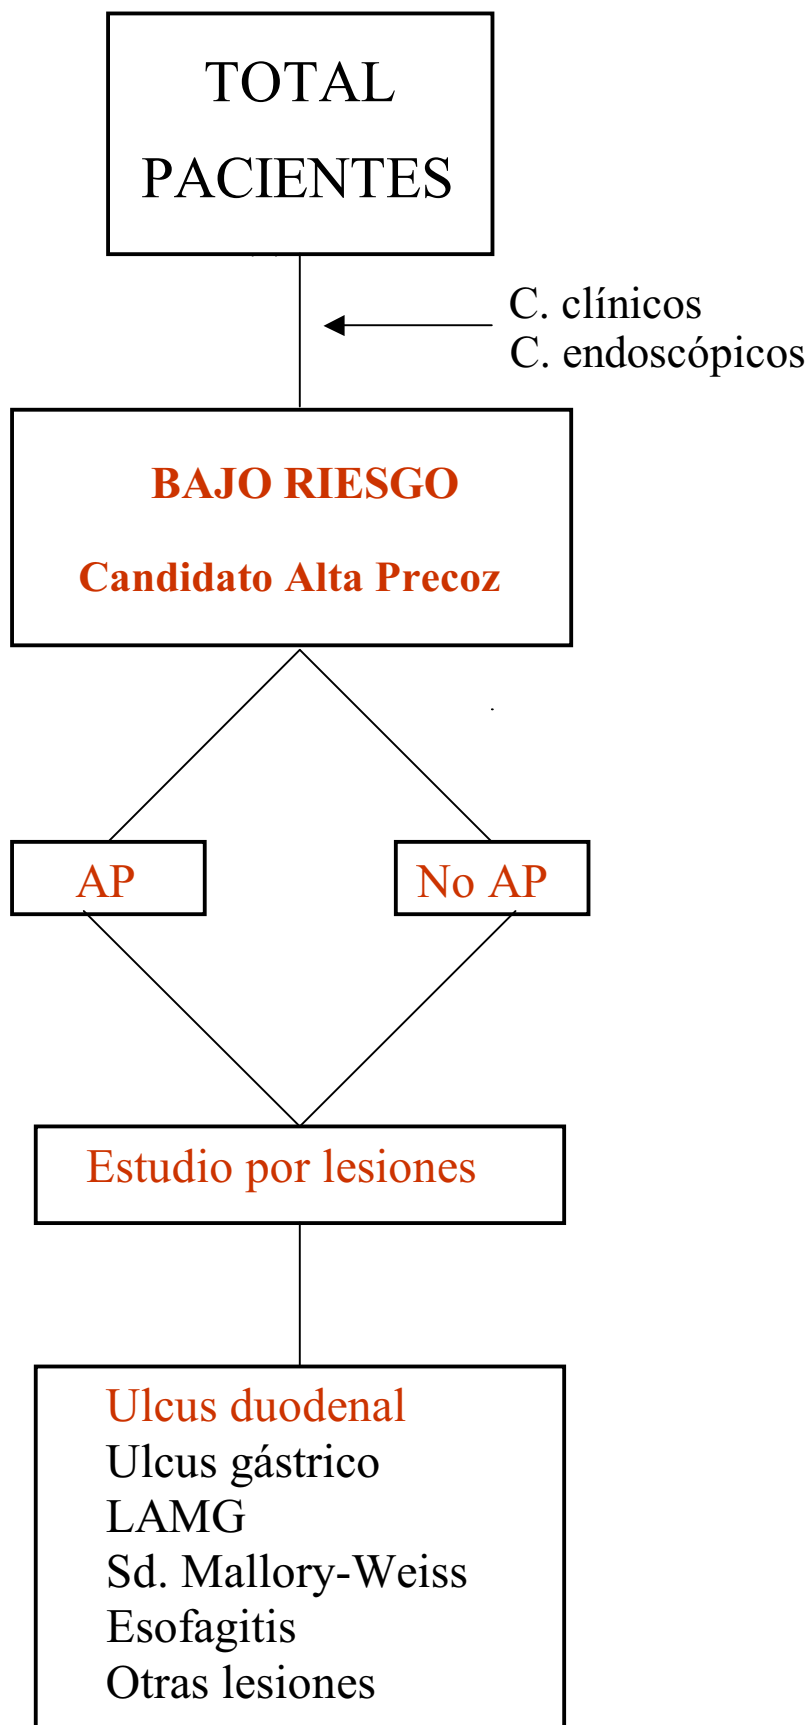 TOTAL
PACIENTES
C. clínicos
C. endoscópicos
BAJO RIESGO
Candidato Alta Precoz
AP
No AP
Estudio por lesiones
Ulcus duodenal
Ulcus gástrico
LAMG
Sd. Mallory-Weiss
Esofagitis
Otras lesiones